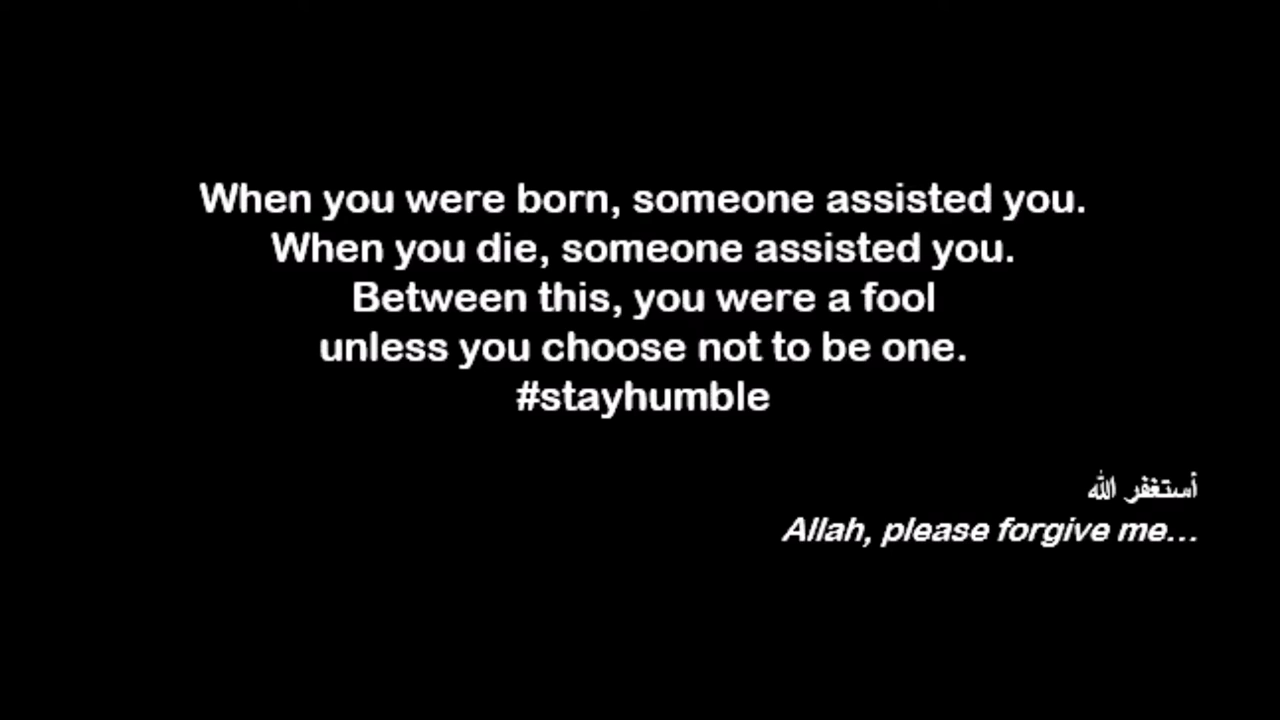 When you were born, someone assisted you.
When you die, someone assisted you.
Between this, you were a fool
unless you choose not to be one.
#stayhumble
أستغفر الله
Allah, please forgive me...